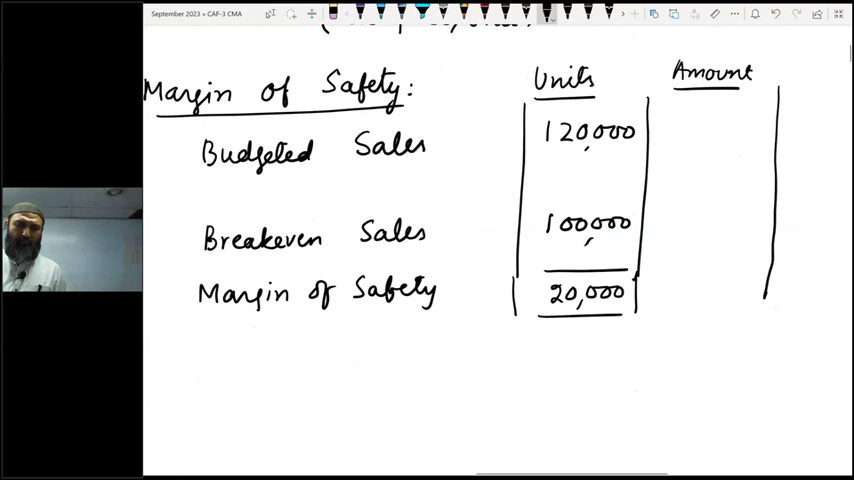 September 2023 » CAF-3 CMA
Margin of Safety:
Units
Amount
Budgeted Sales
120,000
Breakeven Sales
100,000
Margin of Safety
20,000